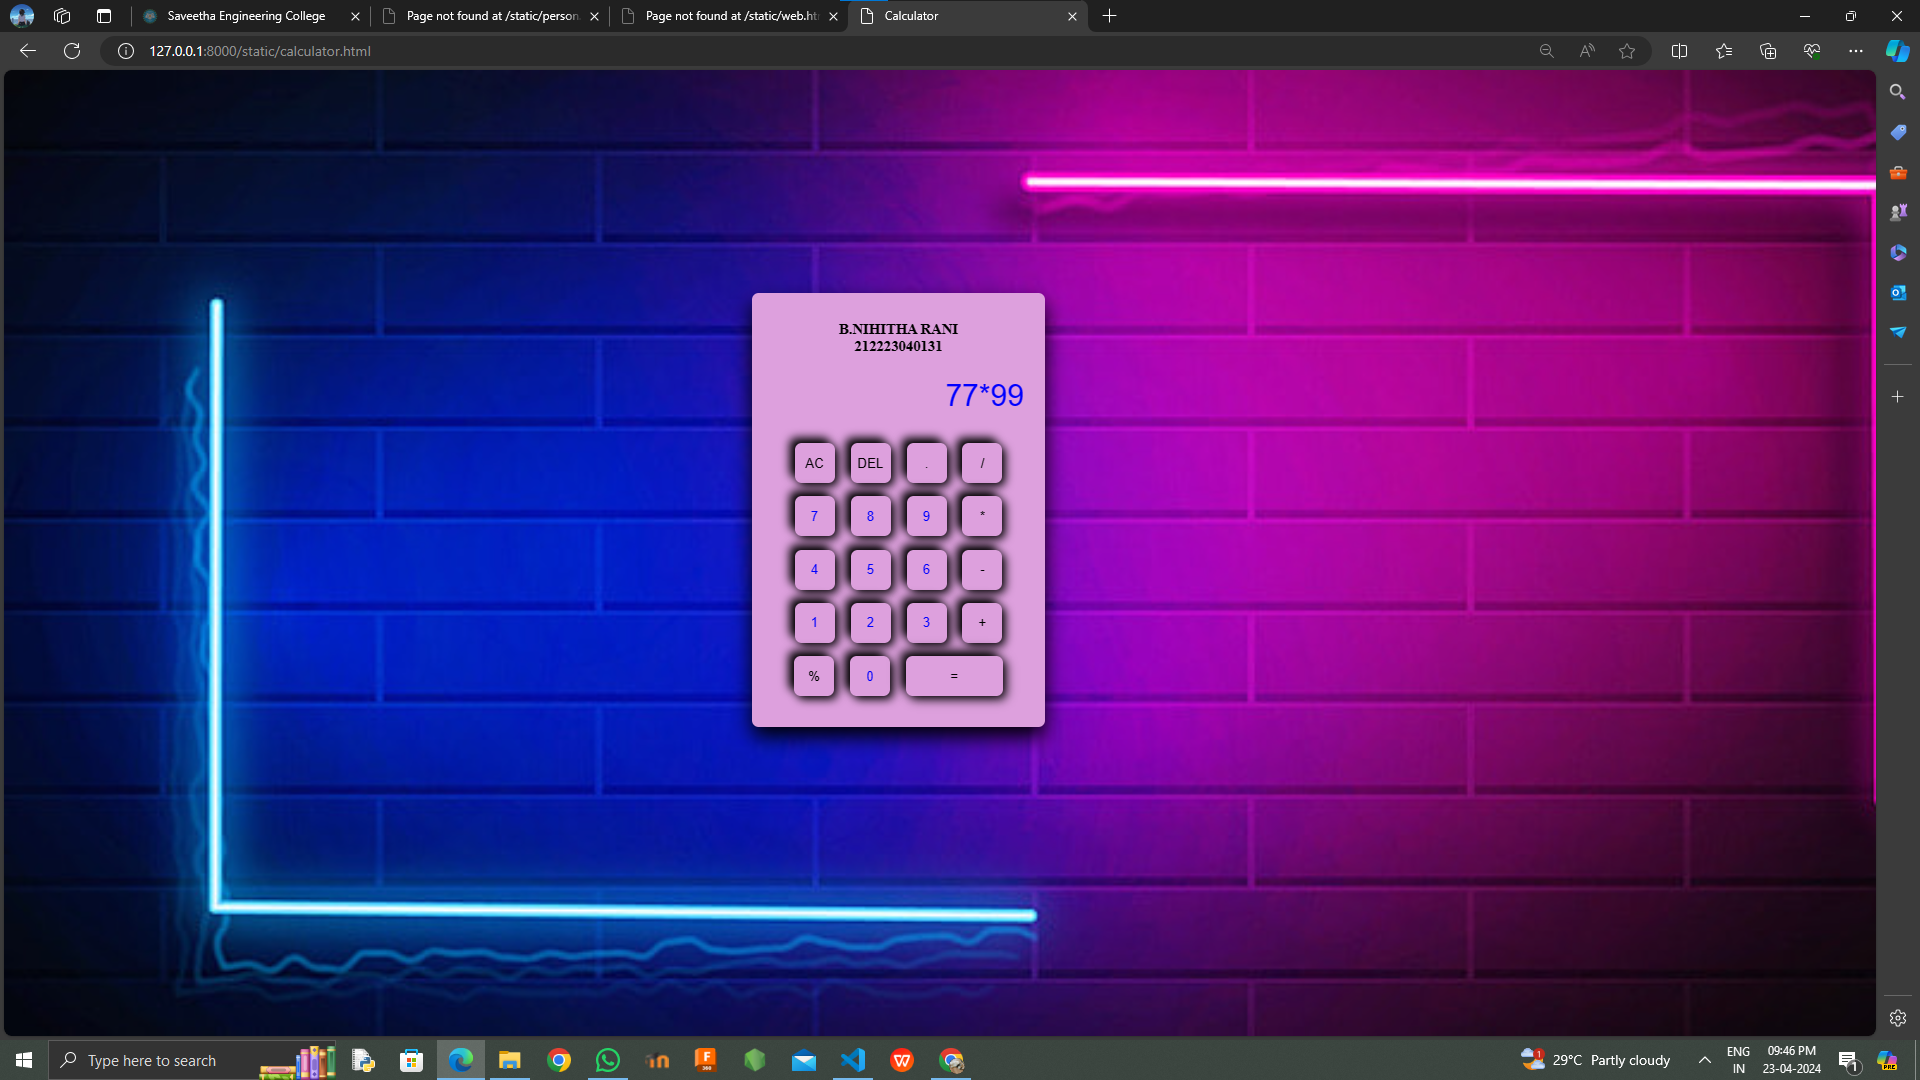 Saveetha Engineering College
Page not found at /static/person
Page not found at /static/web.ht
Calculator
127.0.0.1:8000/static/calculator.html
B.NIHITHA RANI
212223040131
77*99
AC DEL . /
7 8 9 *
4 5 6 -
1 2 3 +
% 0 =
Type here to search
29°C Partly cloudy
ENG
IN
09:46 PM
23-04-2024
1